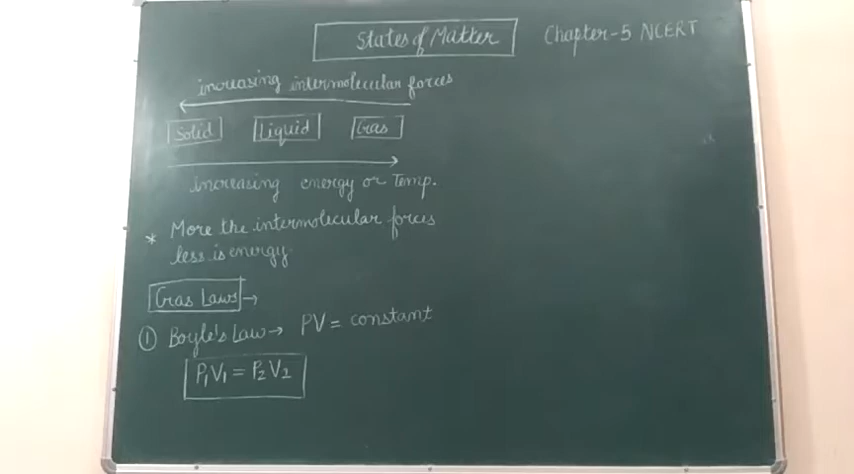 States of Matter
Chapter-5 NCERT
increasing intermolecular forces
Solid Liquid Gas
increasing energy or Temp.
* More the intermolecular forces
less is energy.
Gas Laws →
① Boyle's Law → PV = constant
P₁V₁ = P₂V₂